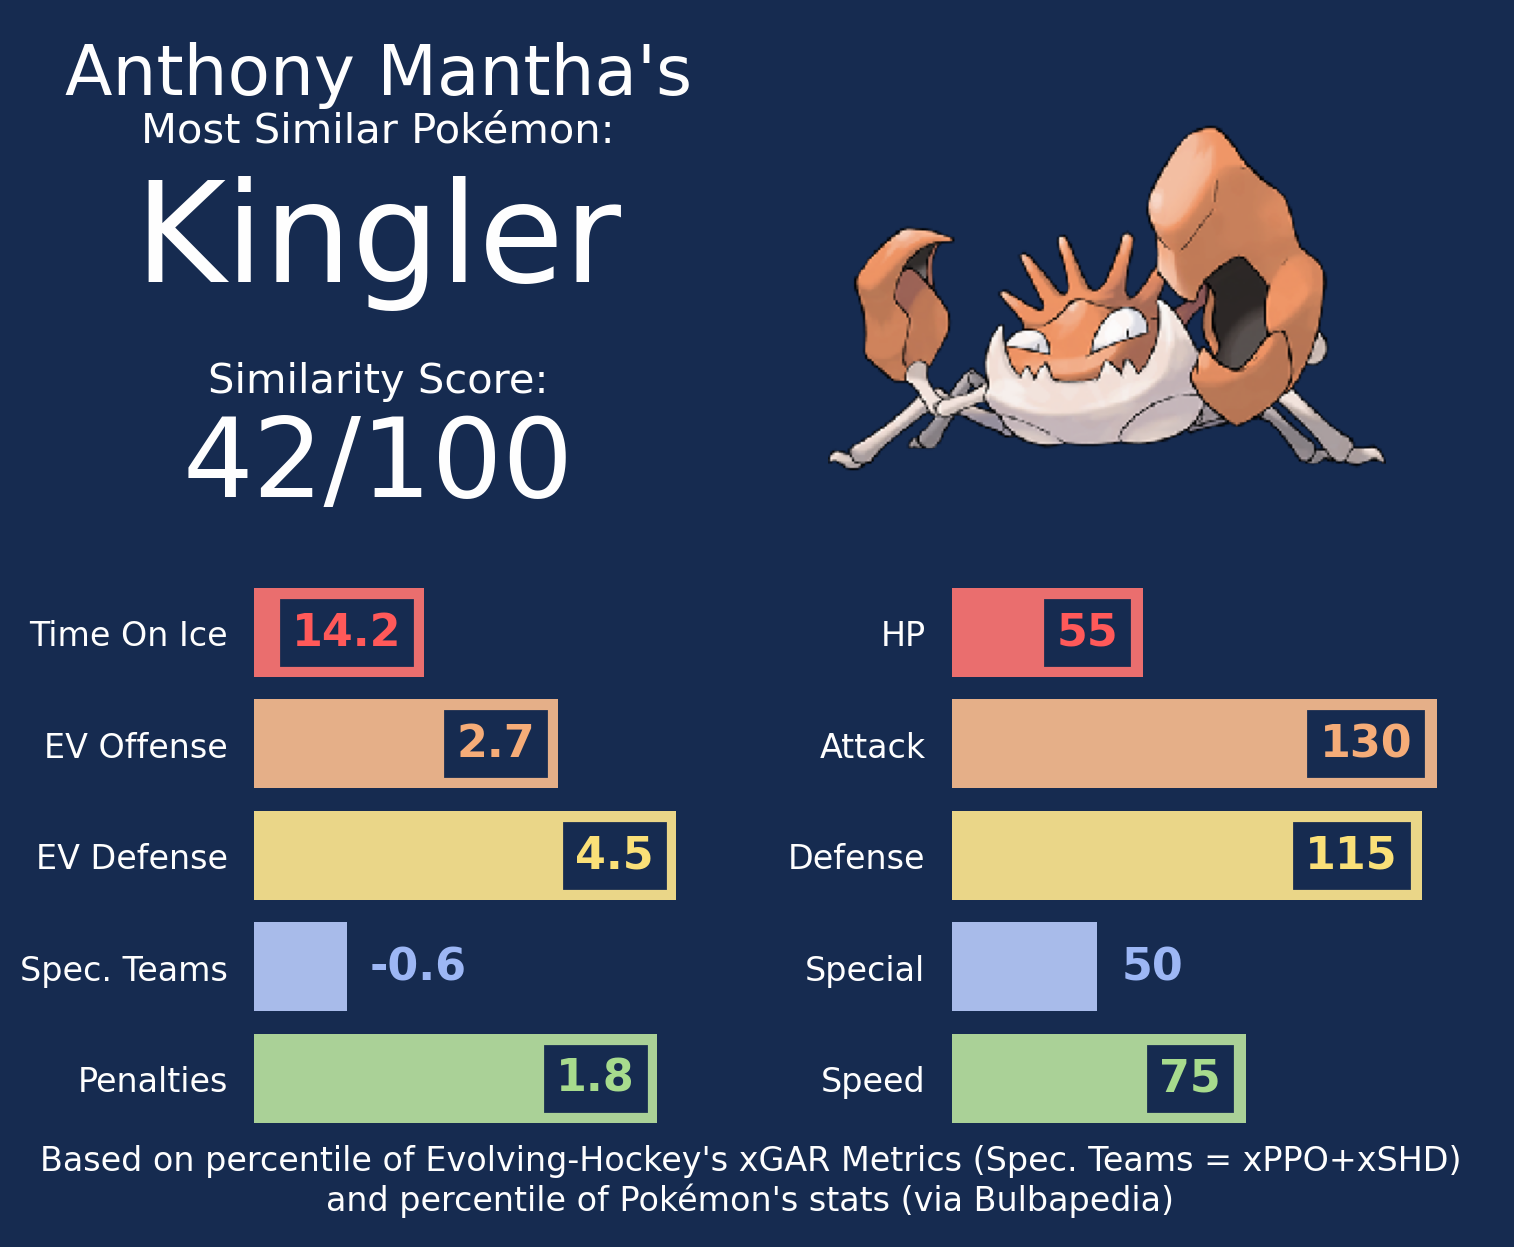 Anthony Mantha's
Most Similar Pokémon:
Kingler
Similarity Score:
42/100
Time On Ice 14.2
EV Offense 2.7
EV Defense 4.5
Spec. Teams -0.6
Penalties 1.8
HP 55
Attack 130
Defense 115
Special 50
Speed 75
Based on percentile of Evolving-Hockey's xGAR Metrics (Spec. Teams = xPPO+xSHD)
and percentile of Pokémon's stats (via Bulbapedia)